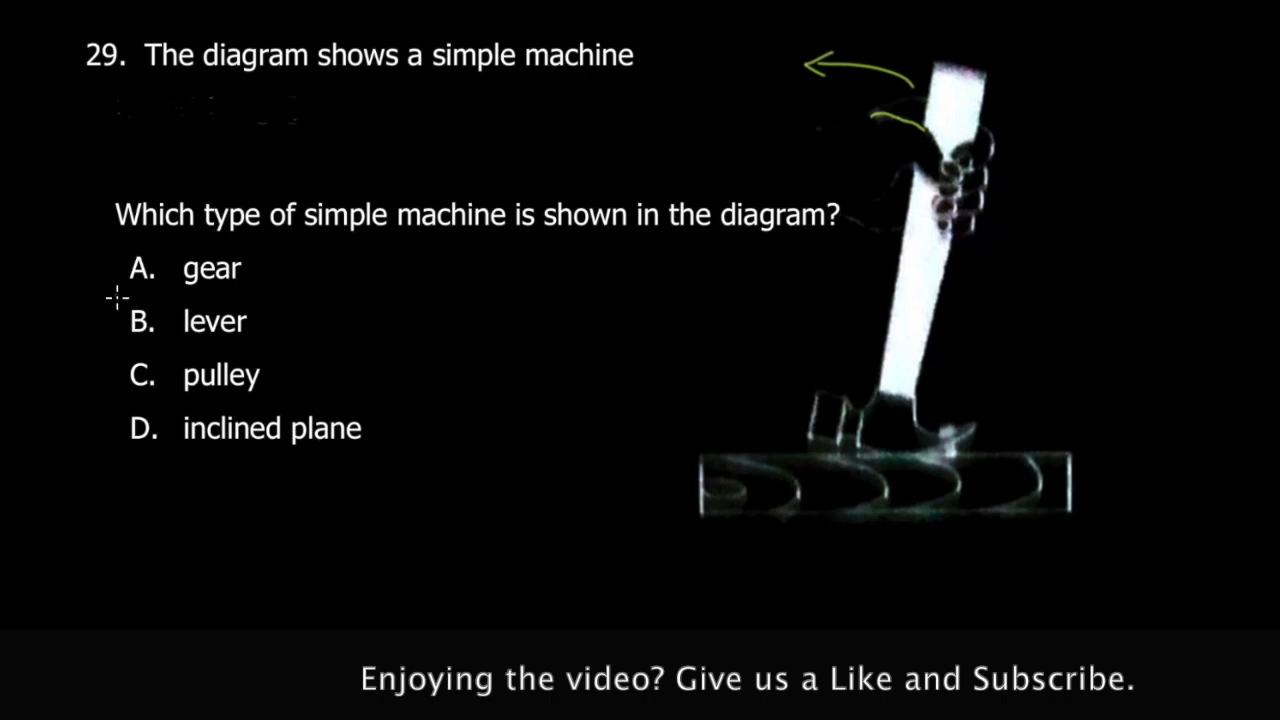 29. The diagram shows a simple machine
Which type of simple machine is shown in the diagram?
A. gear
B. lever
C. pulley
D. inclined plane
Enjoying the video? Give us a Like and Subscribe.